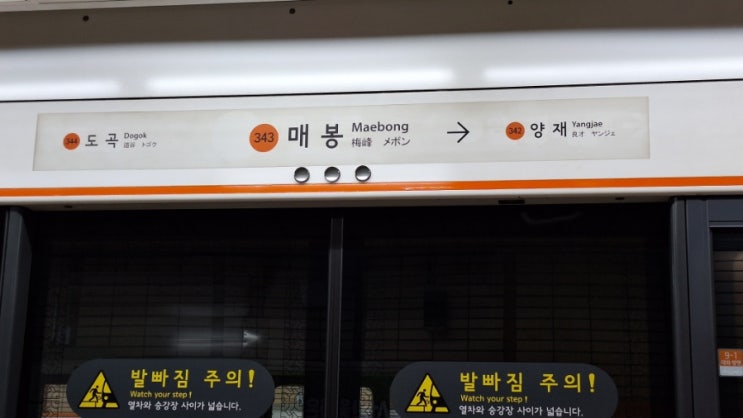 344 도곡 Dogok
道谷 トゴク
343 매봉 Maebong
梅峰 メボン
→
342 양재 Yangjae
良才 ヤンジェ
발빠짐 주의!
Watch your step!
열차와 승강장 사이가 넓습니다.
발빠짐 주의!
Watch your step!
열차와 승강장 사이가 넓습니다.
9-1